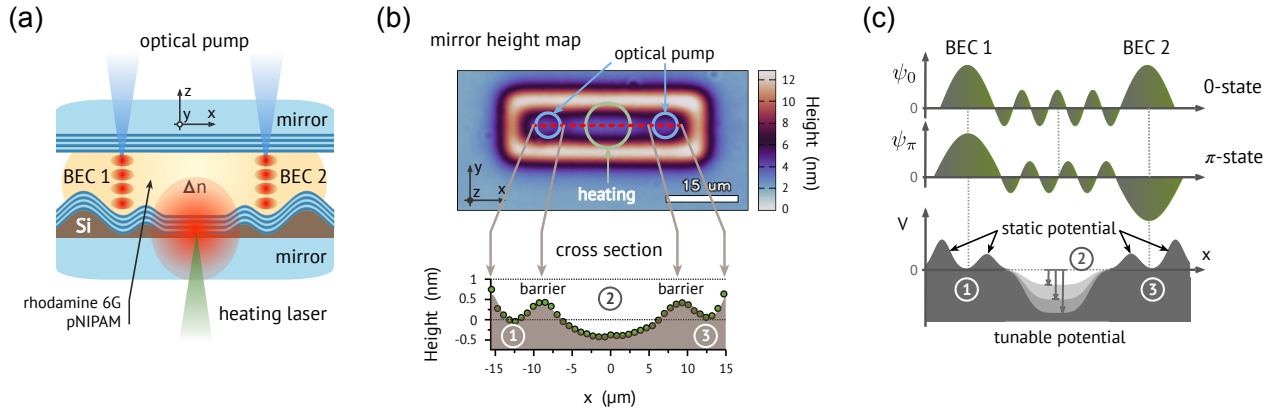 (a)
optical pump
z
y
x
mirror
BEC 1
BEC 2
Δn
Si
mirror
rhodamine 6G
pNIPAM
heating laser
(b)
mirror height map
optical pump
heating
y
z
x
15 um
12
10
8
6
4
2
0
Height (nm)
cross section
barrier
barrier
1
2
3
1
0.5
0
-0.5
Height (nm)
-15
-10
-5
0
5
10
15
x (μm)
(c)
BEC 1
BEC 2
ψ0
0
0-state
ψπ
0
π-state
V
static potential
x
0
1
2
3
tunable potential